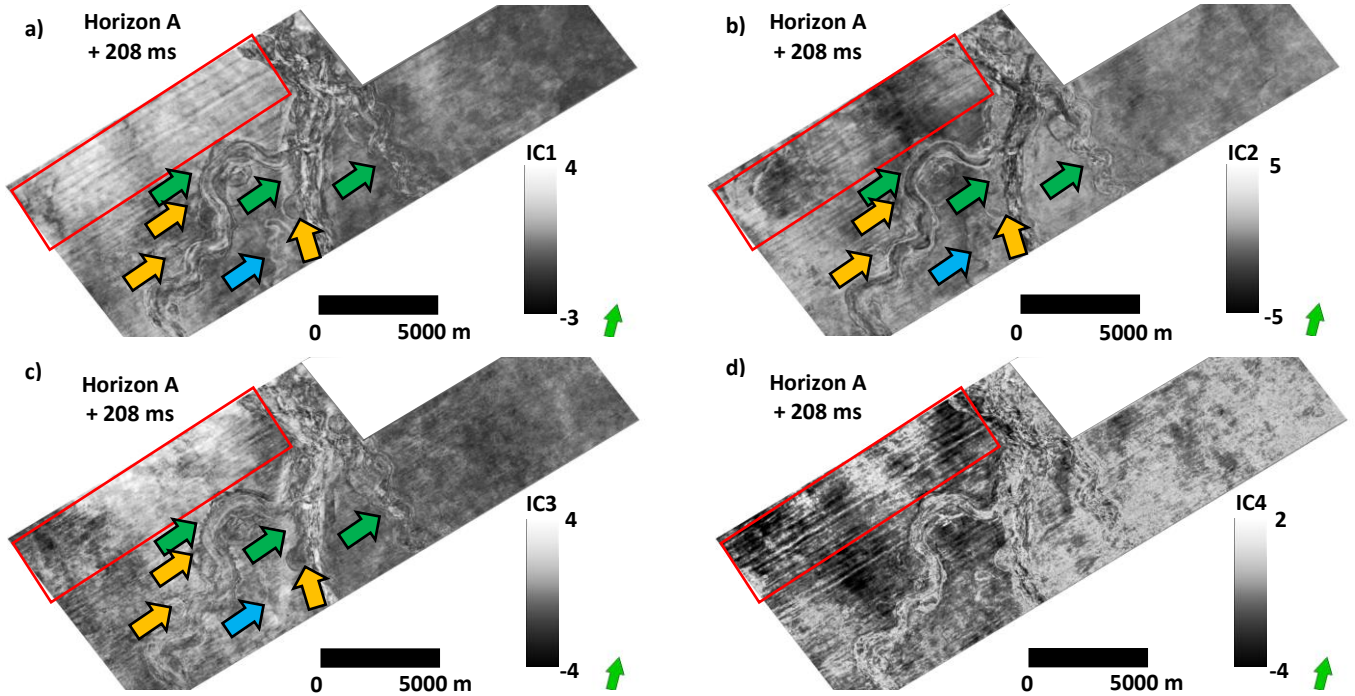 a)
Horizon A
+ 208 ms
IC1
4
-3
0
5000 m
b)
Horizon A
+ 208 ms
IC2
5
-5
0
5000 m
c)
Horizon A
+ 208 ms
IC3
4
-4
0
5000 m
d)
Horizon A
+ 208 ms
IC4
2
-4
0
5000 m